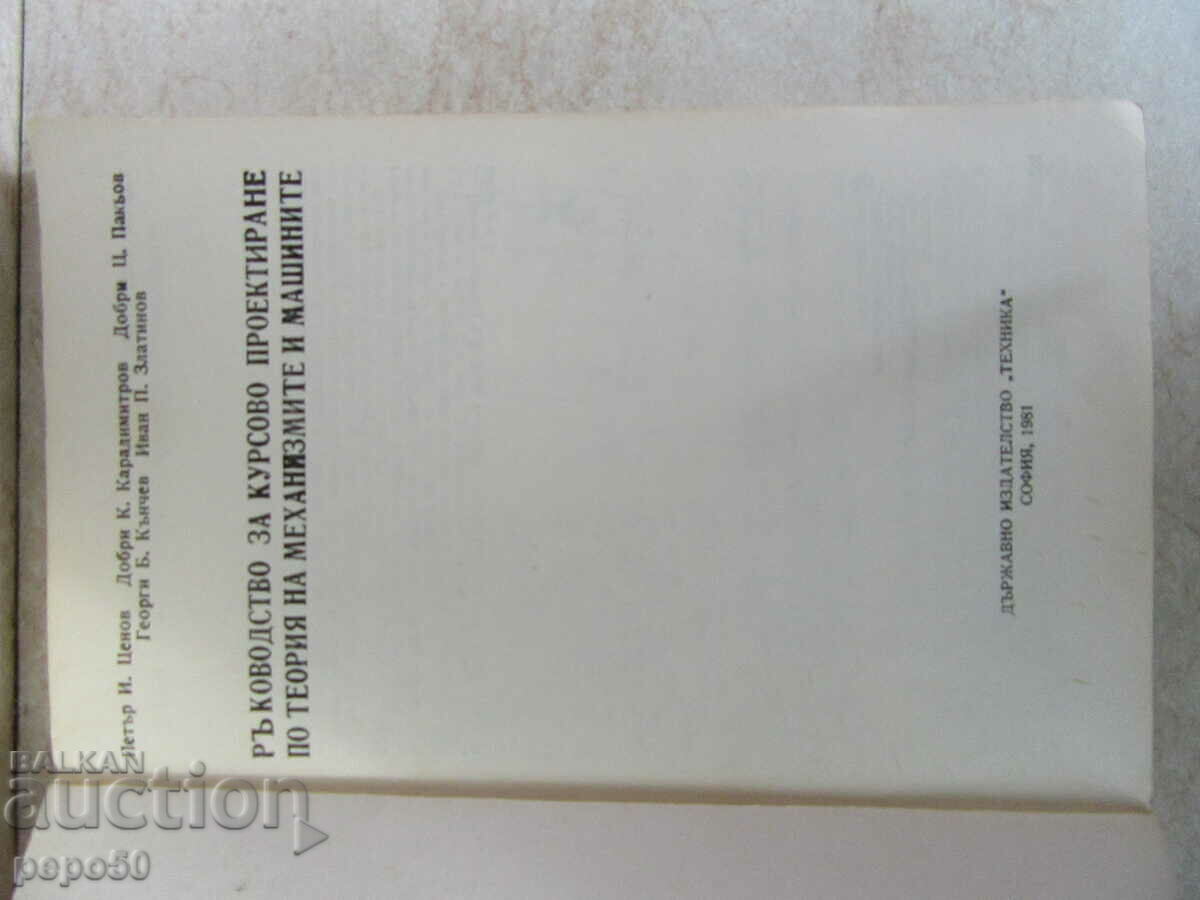 Петър И. Ценов Добри К. Карадимитров Добри Ц. Пакьов
Георги Б. Кънчев Иван П. Златинов
РЪКОВОДСТВО ЗА КУРСОВО ПРОЕКТИРАНЕ
ПО ТЕОРИЯ НА МЕХАНИЗМИТЕ И МАШИНИТЕ
ДЪРЖАВНО ИЗДАТЕЛСТВО „ТЕХНИКА"
СОФИЯ, 1981
BALKAN
auction
pepo50